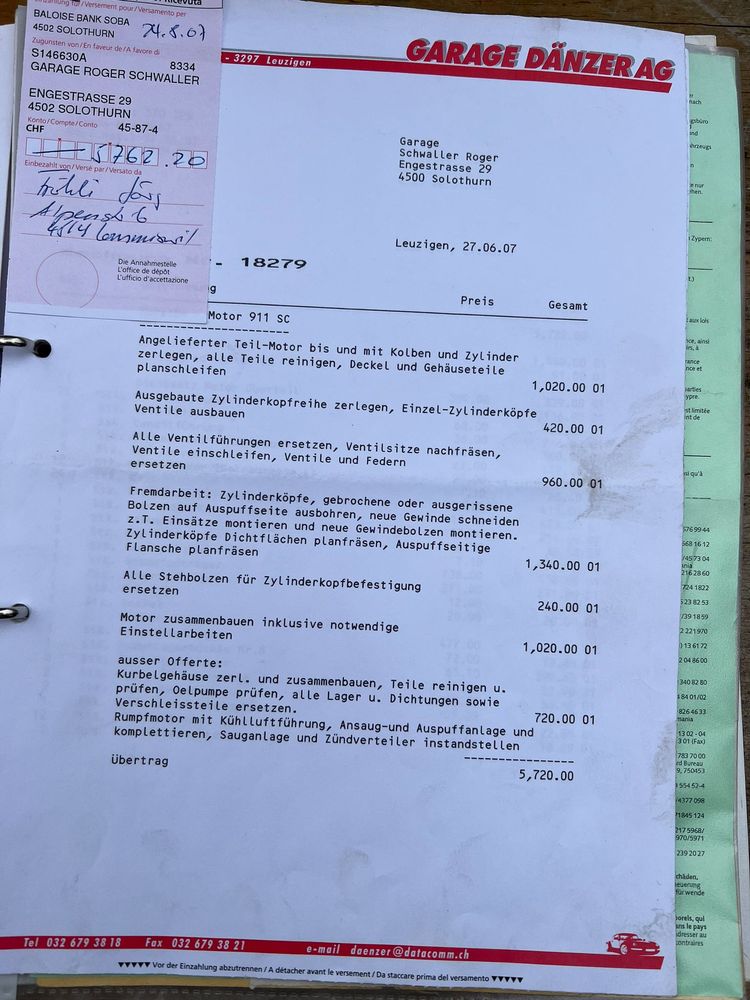 Einzahlung für/Versement pour/Versamento per
BALOISE BANK SOBA
4502 SOLOTHURN
24.8.07
Zugunsten von/En faveur de/A favore di
S146630A 8334
GARAGE ROGER SCHWALLER
ENGESTRASSE 29
4502 SOLOTHURN
Konto/Compte/Conto 45-87-4
CHF
5762.20
Einbezahlt von/Versé par/Versato da
Jörg
Die Annahmestelle
L'office de dépôt
L'ufficio d'accettazione
- 3297 Leuzigen
GARAGE DÄNZER AG
Garage
Schwaller Roger
Engestrasse 29
4500 Solothurn
Leuzigen, 27.06.07
- 18279
Preis Gesamt
Motor 911 SC
Angelieferter Teil-Motor bis und mit Kolben und Zylinder
zerlegen, alle Teile reinigen, Deckel und Gehäuseteile
planschleifen
1,020.00 01
Ausgebaute Zylinderkopfreihe zerlegen, Einzel-Zylinderköpfe
Ventile ausbauen
420.00 01
Alle Ventilführungen ersetzen, Ventilsitze nachfräsen,
Ventile einschleifen, Ventile und Federn
ersetzen
960.00 01
Fremdarbeit: Zylinderköpfe, gebrochene oder ausgerissene
Bolzen auf Auspuffseite ausbohren, neue Gewinde schneiden
z.T. Einsätze montieren und neue Gewindebolzen montieren.
Zylinderköpfe Dichtflächen planfräsen, Auspuffseitige
Flansche planfräsen
1,340.00 01
Alle Stehbolzen für Zylinderkopfbefestigung
ersetzen
240.00 01
Motor zusammenbauen inklusive notwendige
Einstellarbeiten
1,020.00 01
ausser Offerte:
Kurbelgehäuse zerl. und zusammenbauen, Teile reinigen u.
prüfen, Oelpumpe prüfen, alle Lager u. Dichtungen sowie
Verschleissteile ersetzen.
720.00 01
Rumpfmotor mit Kühlluftführung, Ansaug-und Auspuffanlage und
komplettieren, Sauganlage und Zündverteiler instandstellen
Übertrag
5,720.00
Tel 032 679 38 18 Fax 032 679 38 21 e-mail daenzer@datacomm.ch
▼▼▼▼▼ Vor der Einzahlung abzutrennen / A détacher avant le versement / Da staccare prima del versamento ▼▼▼▼▼